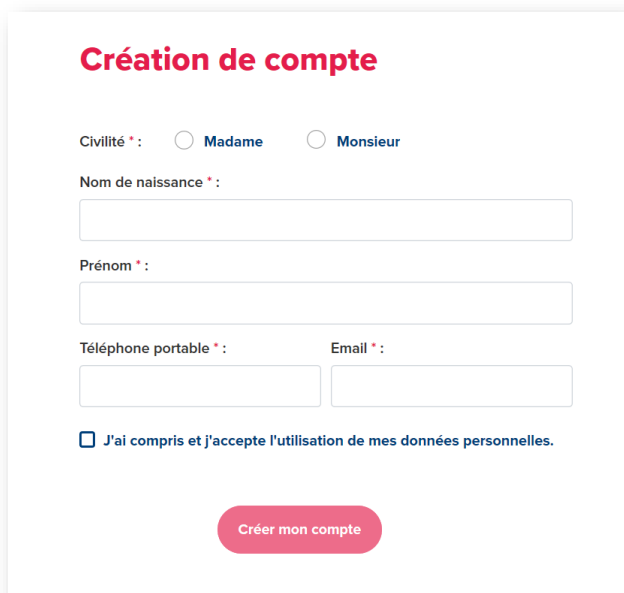 Création de compte
Civilité * : Madame Monsieur
Nom de naissance * :
Prénom * :
Téléphone portable * : Email * :
J'ai compris et j'accepte l'utilisation de mes données personnelles.
Créer mon compte